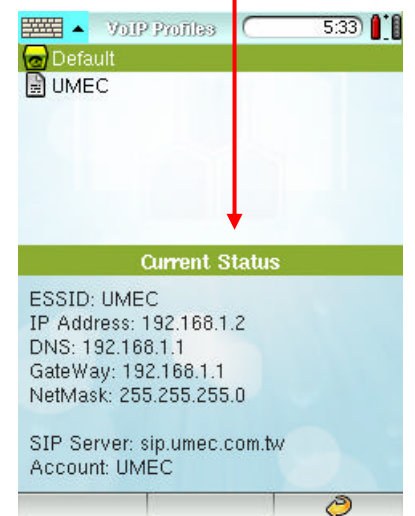 VoIP Profiles 5:33
Default
UMEC
Current Status
ESSID: UMEC
IP Address: 192.168.1.2
DNS: 192.168.1.1
GateWay: 192.168.1.1
NetMask: 255.255.255.0
SIP Server: sip.umec.com.tw
Account: UMEC